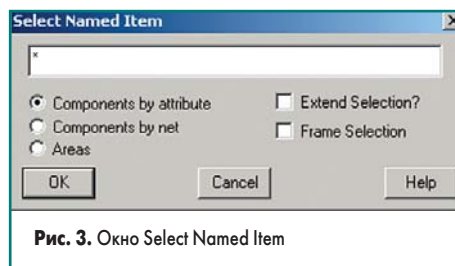 Select Named Item
*
Components by attribute
Extend Selection?
Components by net
Frame Selection
Areas
OK
Cancel
Help
Рис. 3. Окно Select Named Item